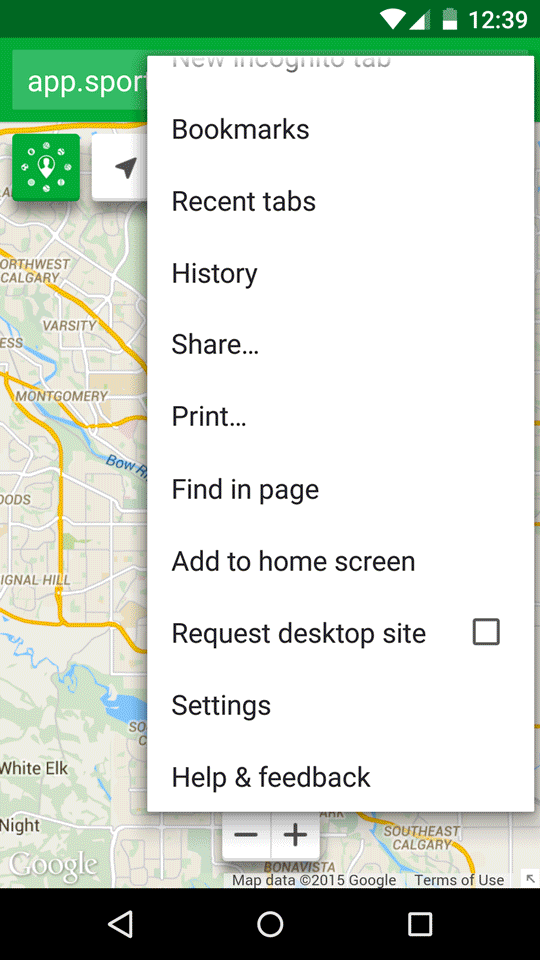 12:39
New incognito tab
app.sport
Bookmarks
Recent tabs
History
Share...
Print...
Find in page
Add to home screen
Request desktop site
Settings
Help & feedback
ORTHWEST
CALGARY
VARSITY
ESS
MONTGOMERY
Bow R
OODS
IGNAL HILL
SO
C
White Elk
Night
ARK
SOUTHEAST
CALGARY
BONAVISTA
Google
Map data ©2015 Google
Terms of Use